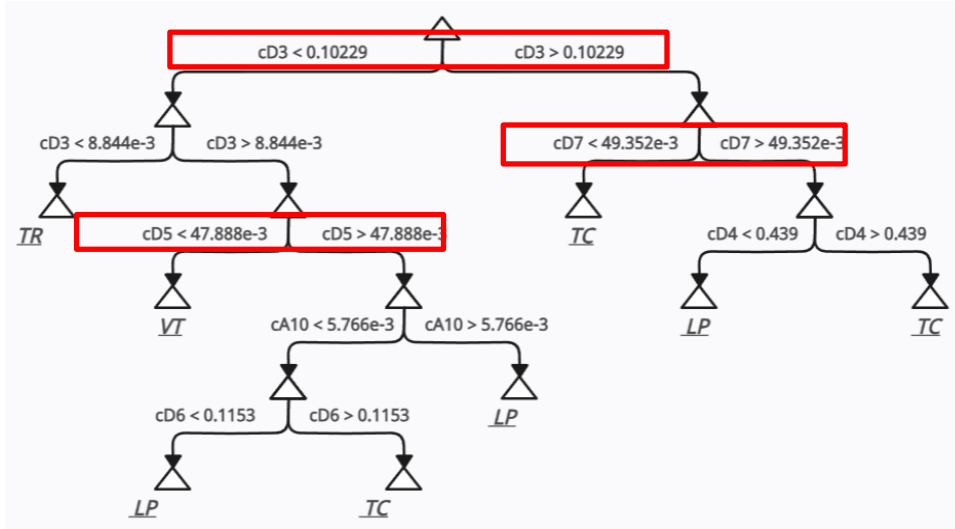 cD3 < 0.10229 cD3 > 0.10229
cD3 < 8.844e-3 cD3 > 8.844e-3 cD7 < 49.352e-3 cD7 > 49.352e-3
TR cD5 < 47.888e-3 cD5 > 47.888e-3 TC cD4 < 0.439 cD4 > 0.439
VT cA10 < 5.766e-3 cA10 > 5.766e-3 LP TC
cD6 < 0.1153 cD6 > 0.1153 LP
LP TC